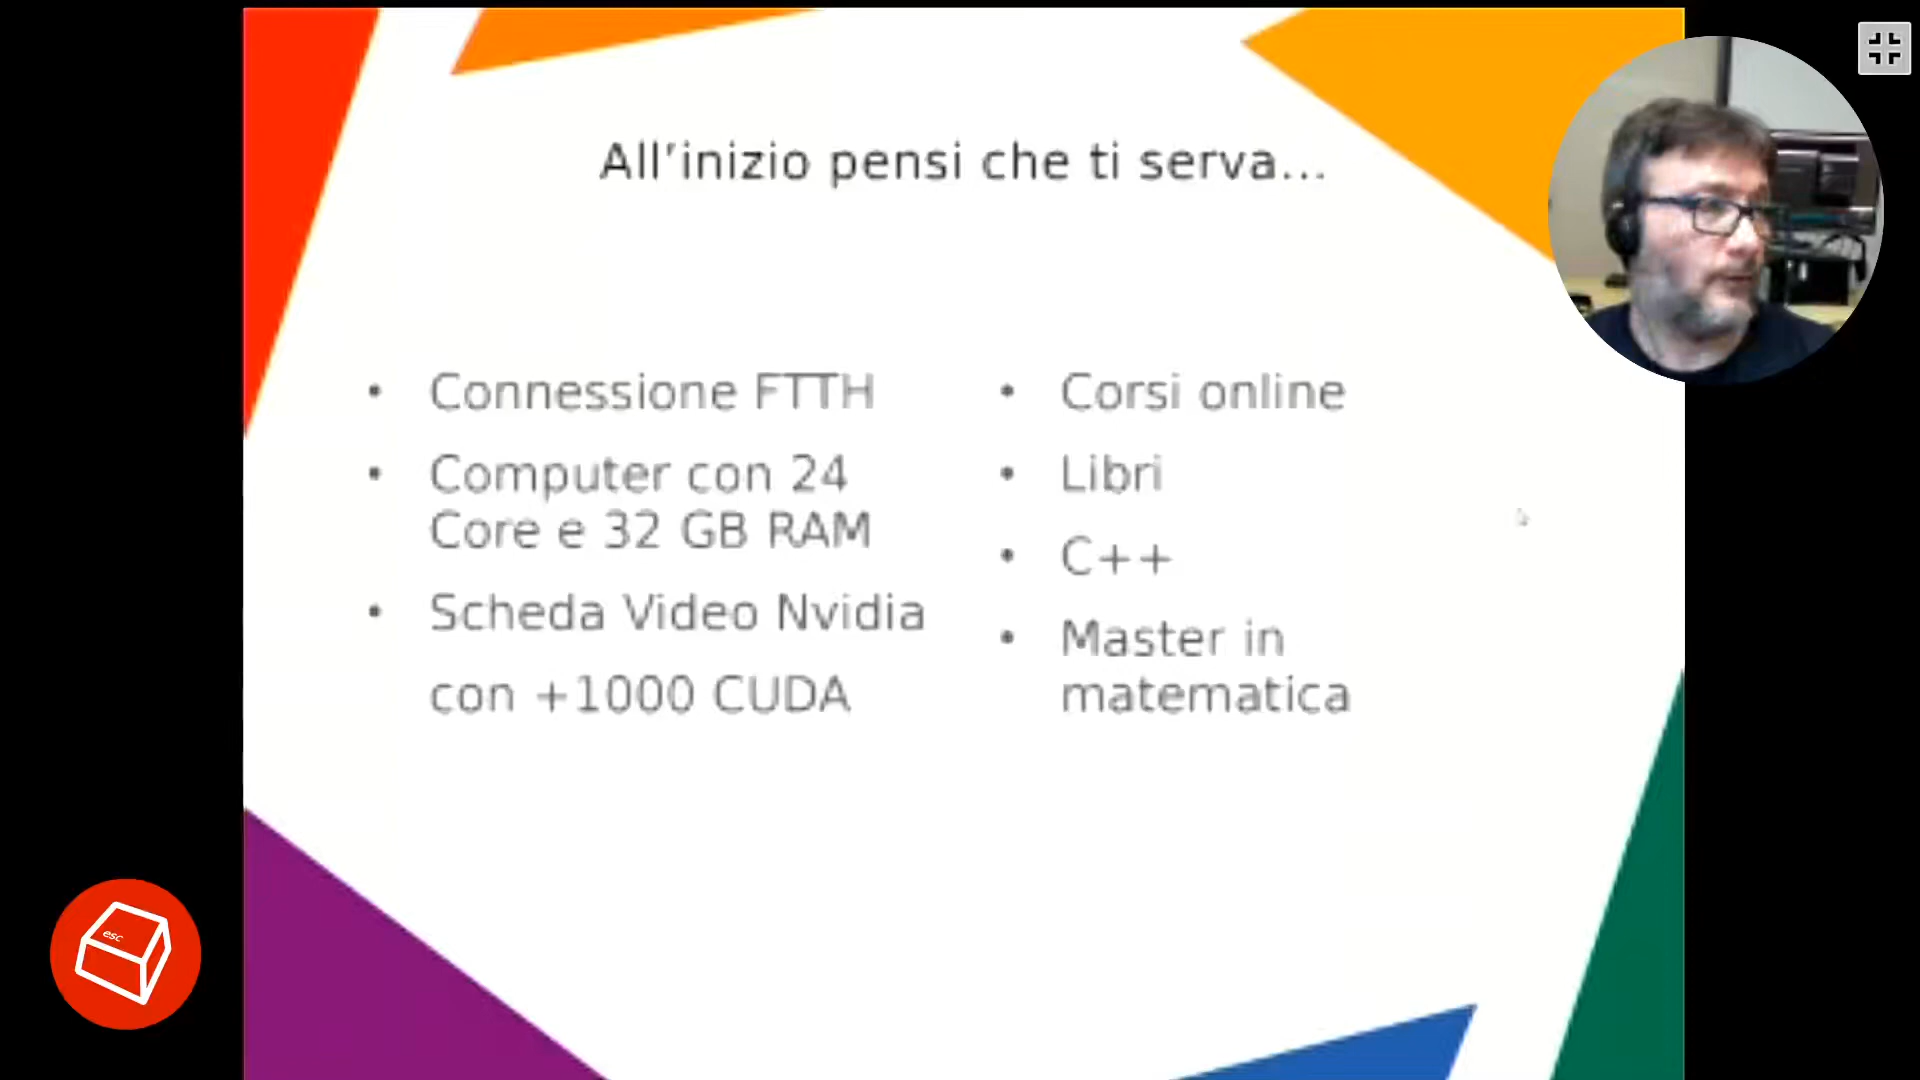 All’inizio pensi che ti serva...
Connessione FTTH
Computer con 24
Core e 32 GB RAM
Scheda Video Nvidia
con +1000 CUDA
Corsi online
Libri
C++
Master in
matematica
esc